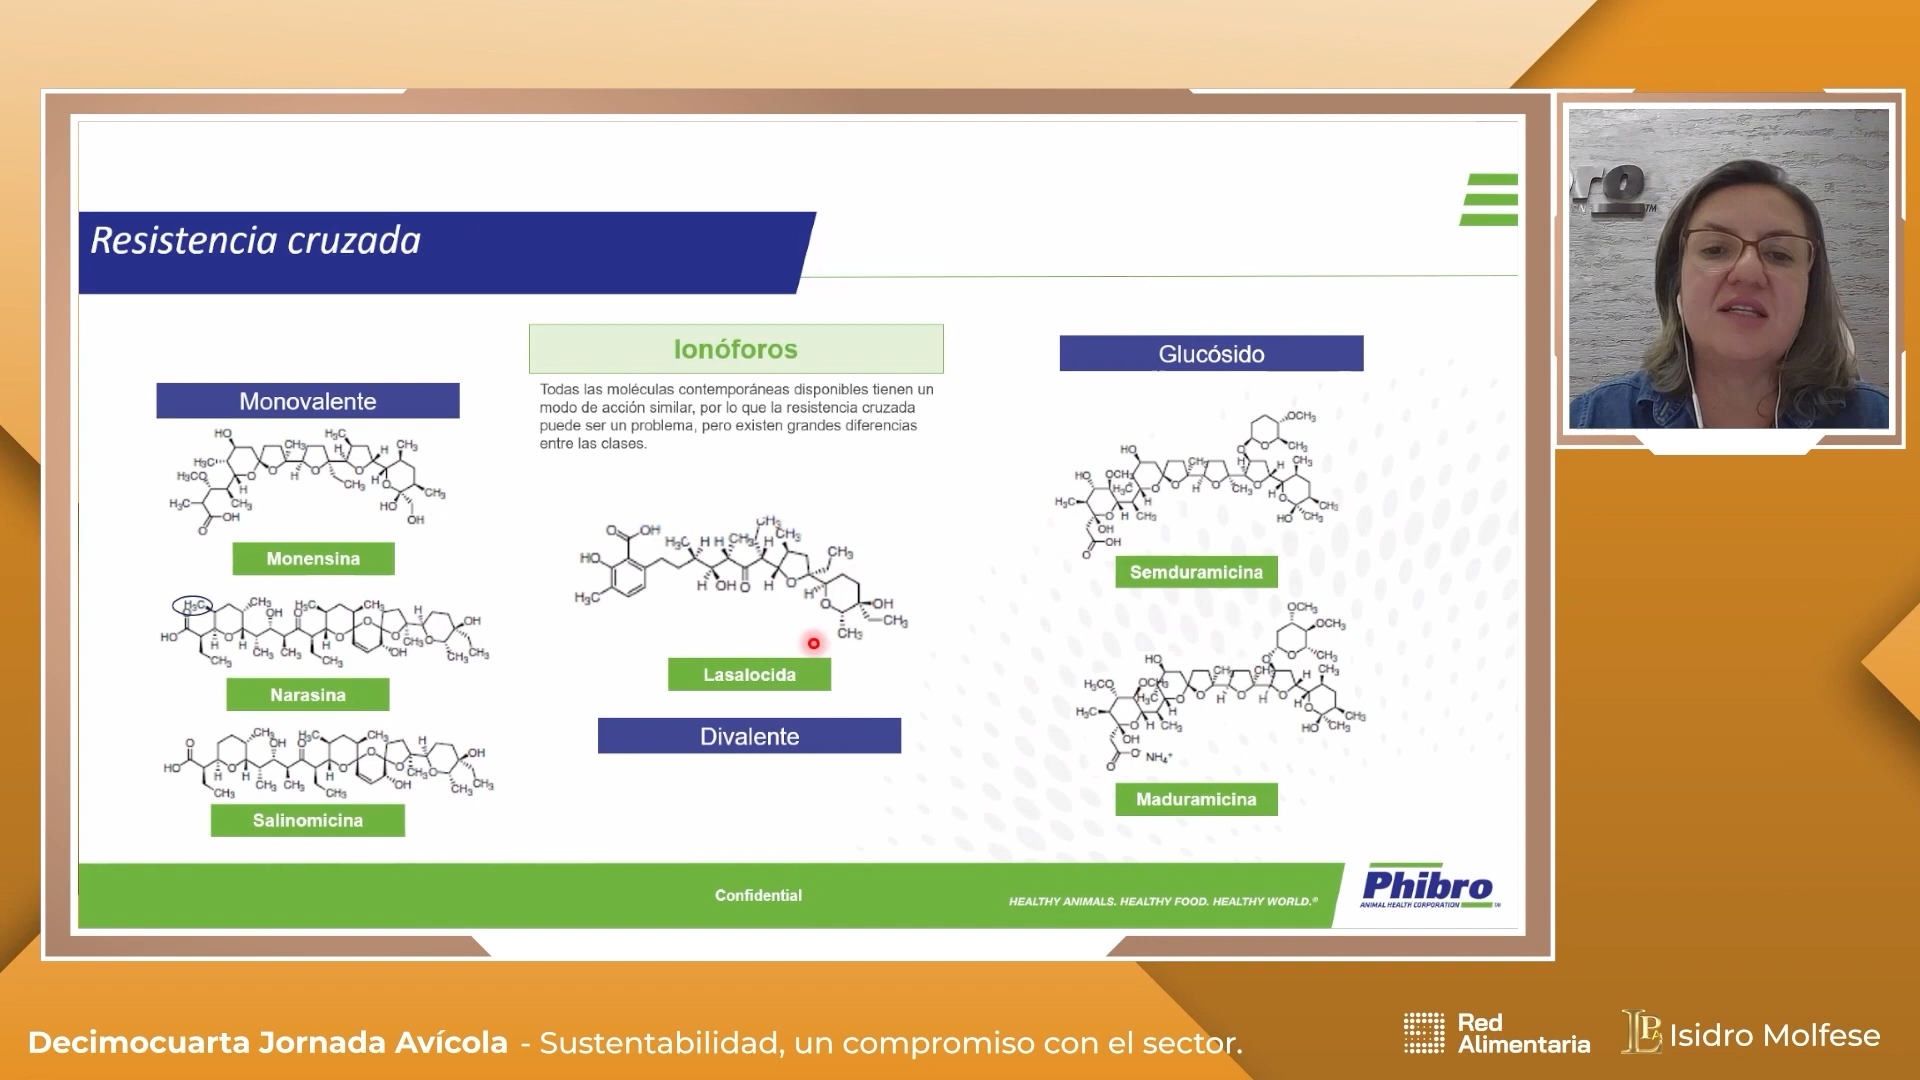 Resistencia cruzada
Ionóforos
Todas las moléculas contemporáneas disponibles tienen un
modo de acción similar, por lo que la resistencia cruzada
puede ser un problema, pero existen grandes diferencias
entre las clases.
Monovalente
Monensina
Narasina
Salinomicina
Lasalocida
Divalente
Glucósido
Semduramicina
Maduramicina
Confidential
HEALTHY ANIMALS. HEALTHY FOOD. HEALTHY WORLD.®
Phibro
ANIMAL HEALTH CORPORATION
Decimocuarta Jornada Avícola - Sustentabilidad, un compromiso con el sector.
Red
Alimentaria
Isidro Molfese